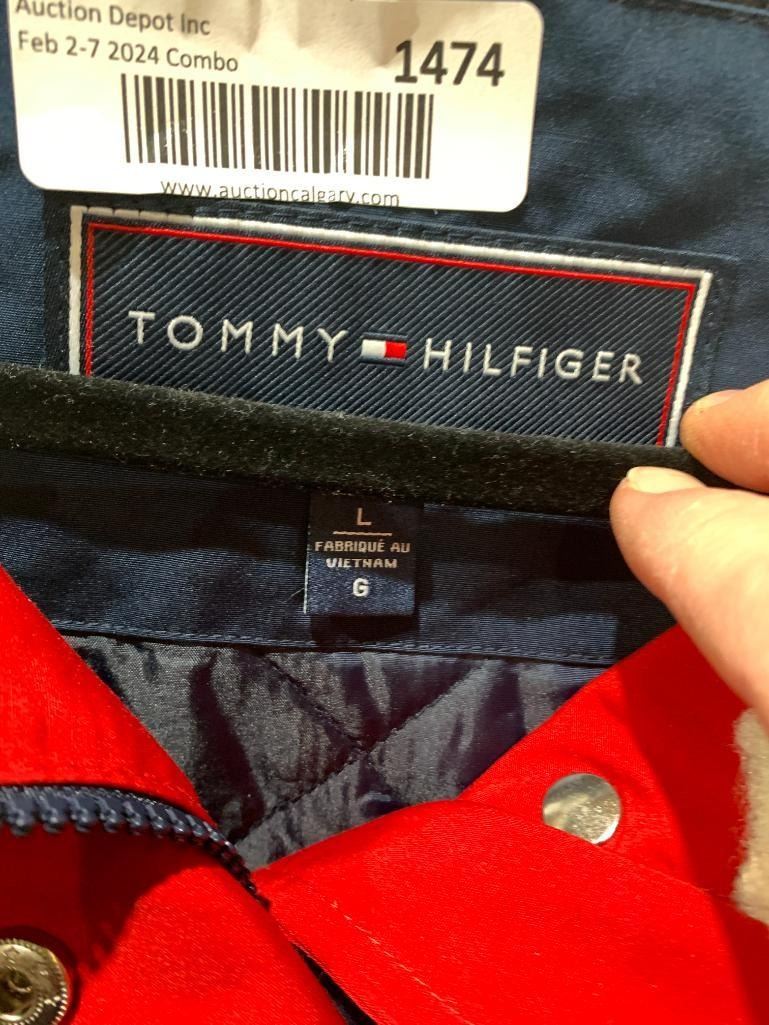 Auction Depot Inc
Feb 2-7 2024 Combo
1474
www.auctioncalgary.com
TOMMY HILFIGER
L
FABRIQUÉ AU
VIETNAM
G